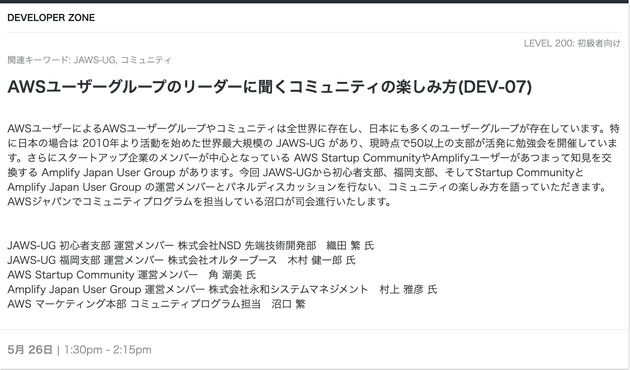 DEVELOPER ZONE
LEVEL 200: 初級者向け
関連キーワード: JAWS-UG, コミュニティ
AWSユーザーグループのリーダーに聞くコミュニティの楽しみ方(DEV-07)
AWSユーザーによるAWSユーザーグループやコミュニティは全世界に存在し、日本にも多くのユーザーグループが存在しています。特
に日本の場合は 2010年より活動を始めた世界最大規模の JAWS-UG があり、現時点で50以上の支部が活発に勉強会を開催していま
す。さらにスタートアップ企業のメンバーが中心となっている AWS Startup CommunityやAmplifyユーザーがあつまって知見を交
換する Amplify Japan User Group があります。今回 JAWS-UGから初心者支部、福岡支部、そしてStartup Communityと
Amplify Japan User Group の運営メンバーとパネルディスカッションを行ない、コミュニティの楽しみ方を語っていただきます。
AWSジャパンでコミュニティプログラムを担当している沼口が司会進行いたします。
JAWS-UG 初心者支部 運営メンバー 株式会社NSD 先端技術開発部　織田 繁 氏
JAWS-UG 福岡支部 運営メンバー 株式会社オルターブース　木村 健一郎 氏
AWS Startup Community 運営メンバー　角 潮美 氏
Amplify Japan User Group 運営メンバー 株式会社永和システムマネジメント　村上 雅彦 氏
AWS マーケティング本部 コミュニティプログラム担当　沼口 繁
5月 26日 | 1:30pm - 2:15pm